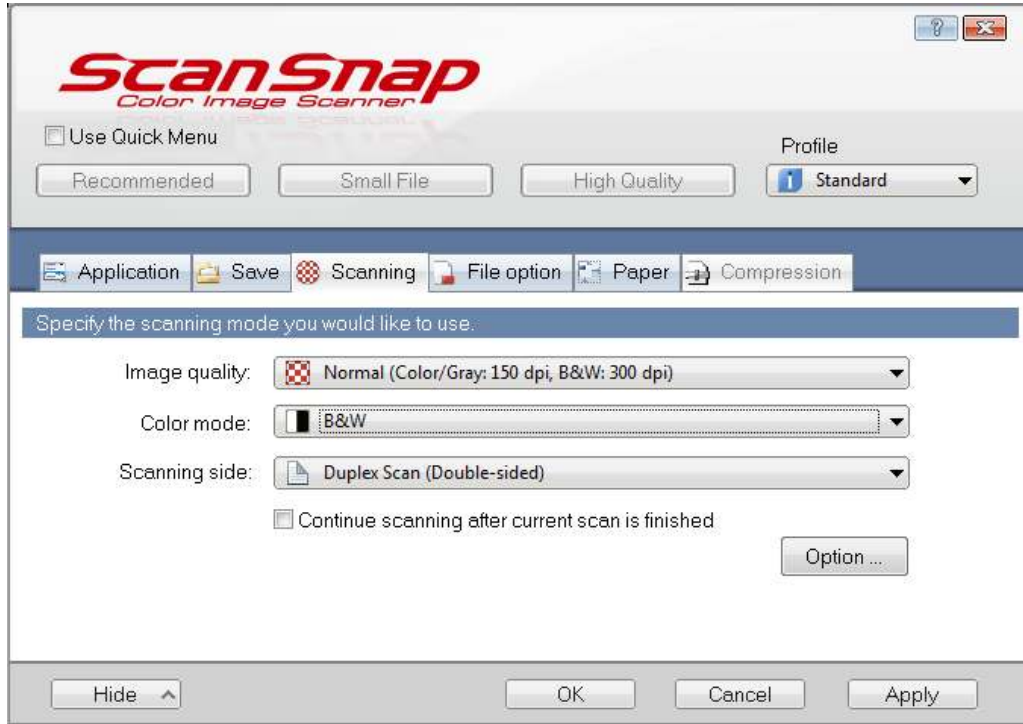 ScanSnap
Color Image Scanner
Use Quick Menu
Profile
Recommended Small File High Quality Standard
Application Save Scanning File option Paper Compression
Specify the scanning mode you would like to use.
Image quality: Normal (Color/Gray: 150 dpi, B&W: 300 dpi)
Color mode: B&W
Scanning side: Duplex Scan (Double-sided)
Continue scanning after current scan is finished
Option ...
Hide OK Cancel Apply